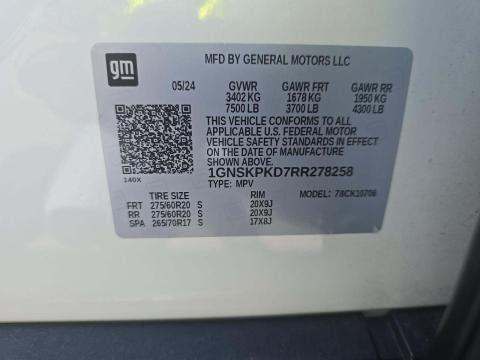 gm
MFD BY GENERAL MOTORS LLC
05/24 GVWR GAWR FRT GAWR RR
3402 KG 1678 KG 1950 KG
7500 LB 3700 LB 4300 LB
THIS VEHICLE CONFORMS TO ALL
APPLICABLE U.S. FEDERAL MOTOR
VEHICLE SAFETY STANDARDS IN EFFECT
ON THE DATE OF MANUFACTURE
SHOWN ABOVE.
1GNSKPKD7RR278258
140X
TYPE: MPV
MODEL: 78CK10706
TIRE SIZE RIM
FRT 275/60R20 S 20X9J
RR 275/60R20 S 20X9J
SPA 265/70R17 S 17X8J